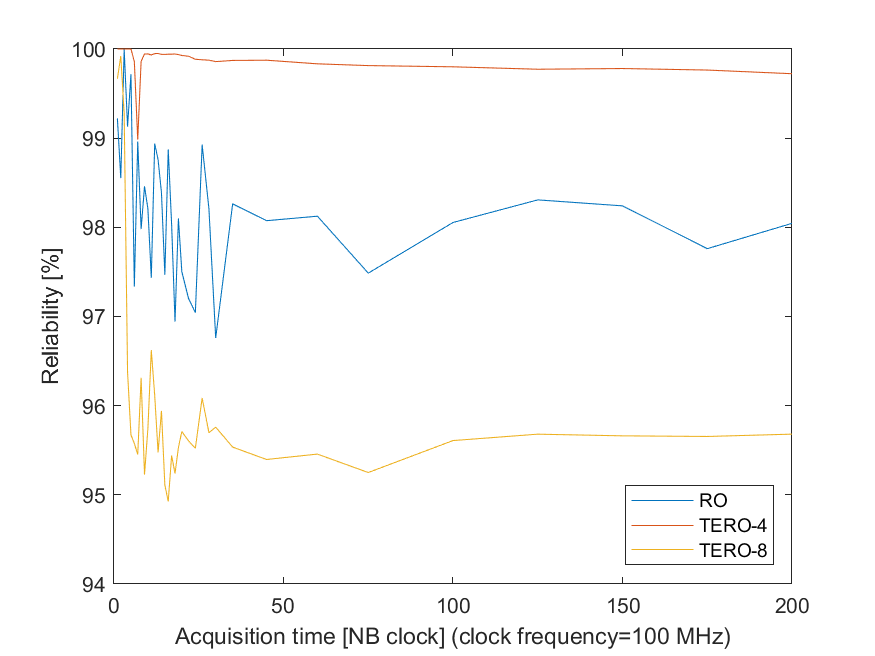 100
99
98
97
96
95
94
Reliability [%]
0 50 100 150 200
Acquisition time [NB clock] (clock frequency=100 MHz)
RO
TERO-4
TERO-8